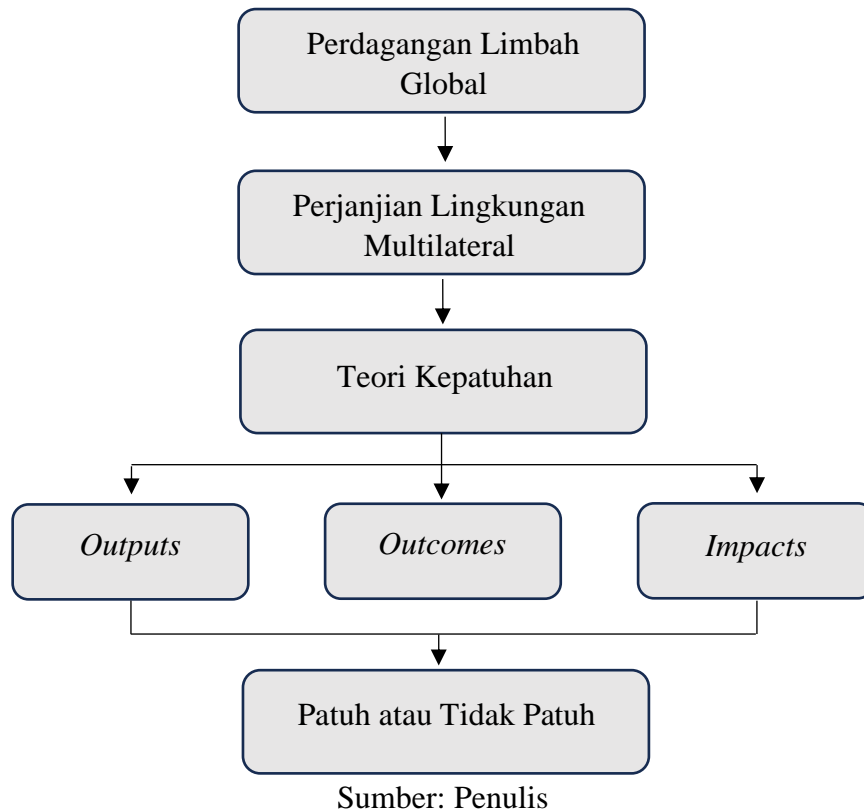 Perdagangan Limbah
Global
Perjanjian Lingkungan
Multilateral
Teori Kepatuhan
Outputs
Outcomes
Impacts
Patuh atau Tidak Patuh
Sumber: Penulis